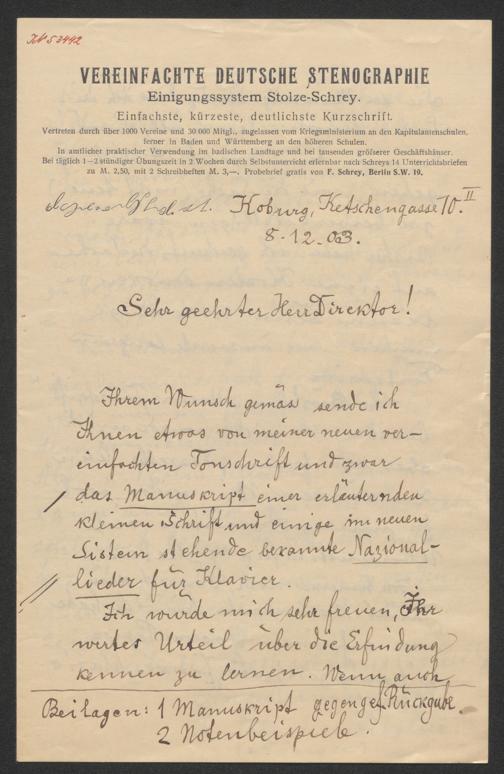 VEREINFACHTE DEUTSCHE STENOGRAPHIE
Einigungssystem Stolze-Schrey.
Einfachste, kürzeste, deutlichste Kurzschrift.
Vertreten durch über 1000 Vereine und 30 000 Mitgl., zugelassen vom Kriegsministerium an den Kapitulantenschulen,
ferner in Baden und Württemberg an den höheren Schulen.
In amtlicher praktischer Verwendung im badischen Landtage und bei tausenden größerer Geschäftshäuser.
Bei täglich 1—2 stündiger Übungszeit in 2 Wochen durch Selbstunterricht erlernbar nach Schreys 14 Unterrichtsbriefen
zu M. 2,50, mit 2 Schreibheften M. 3,—. Probebrief gratis von F. Schrey, Berlin S.W. 19.
Koburg, Ketschengasse 70. II
8-12-03.
Sehr geehrter Herr Direktor!
Ihrem Wunsch gemäs sende ich
Ihnen etwas von meiner neuen ver-
einfachten Tonschrift und zwar
das Manuskript einer erläuternden
kleinen Schrift und einige im neuen
Sistem stehende bekannte Nazional-
lieder für Klavier.
Ich würde mich sehr freuen, Ihr
wertes Urteil über die Erfindung
kennen zu lernen. Wenn auch
Beilagen: 1 Manuskript gegen gef. Rückgabe.
2 Notenbeispiele.